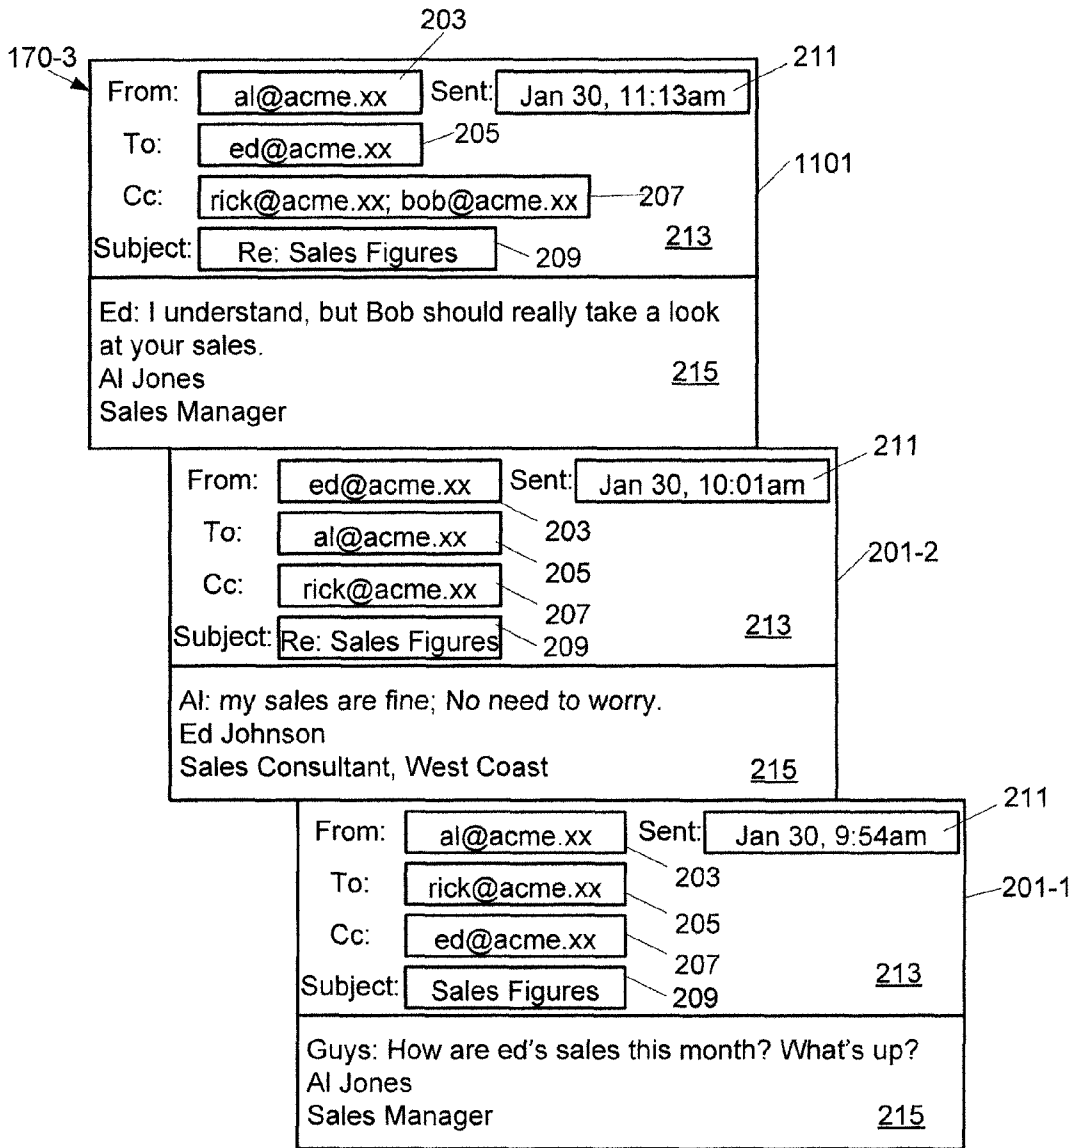 203
170-3
211
From: al@acme.xx Sent: Jan 30, 11:13am
To: ed@acme.xx 205
1101
Cc: rick@acme.xx; bob@acme.xx 207
213
Subject: Re: Sales Figures 209
Ed: I understand, but Bob should really take a look
at your sales.
Al Jones 215
Sales Manager
211
From: ed@acme.xx Sent: Jan 30, 10:01am
203
To: al@acme.xx
205
201-2
Cc: rick@acme.xx
207
213
Subject: Re: Sales Figures 209
Al: my sales are fine; No need to worry.
Ed Johnson
Sales Consultant, West Coast 215
211
From: al@acme.xx Sent: Jan 30, 9:54am
203
To: rick@acme.xx
201-1
205
Cc: ed@acme.xx
207
213
Subject: Sales Figures 209
Guys: How are ed's sales this month? What's up?
Al Jones
Sales Manager 215